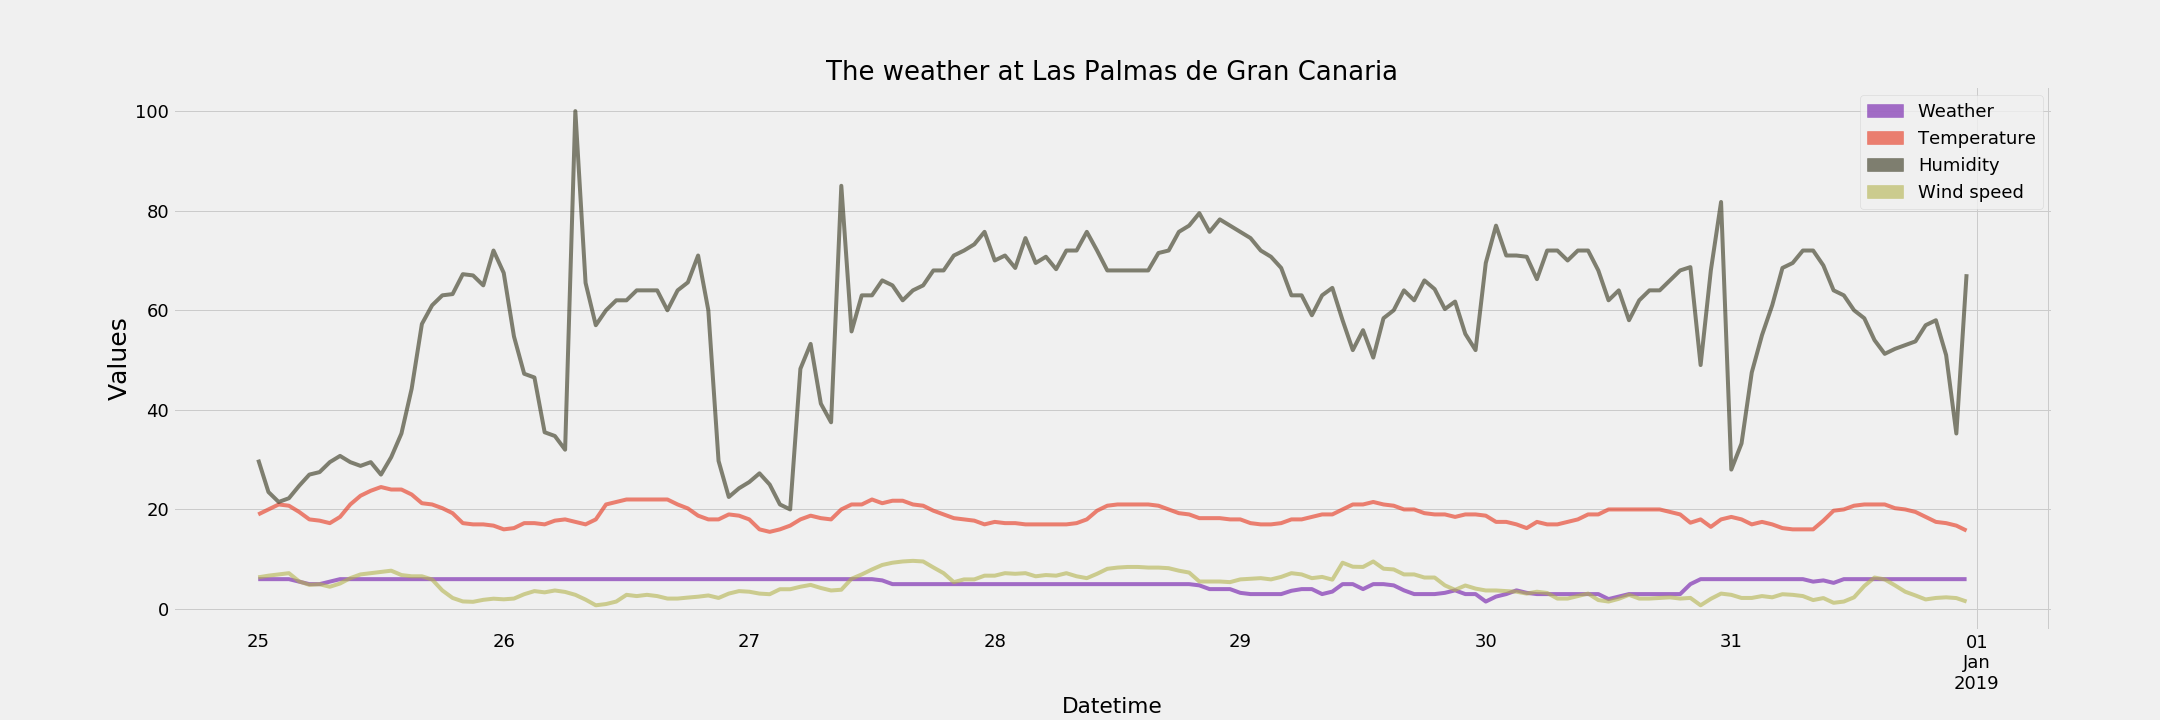 The weather at Las Palmas de Gran Canaria
100
80
60
40
20
0
Values
Weather
Temperature
Humidity
Wind speed
25 26 27 28 29 30 31 01
Jan
2019
Datetime